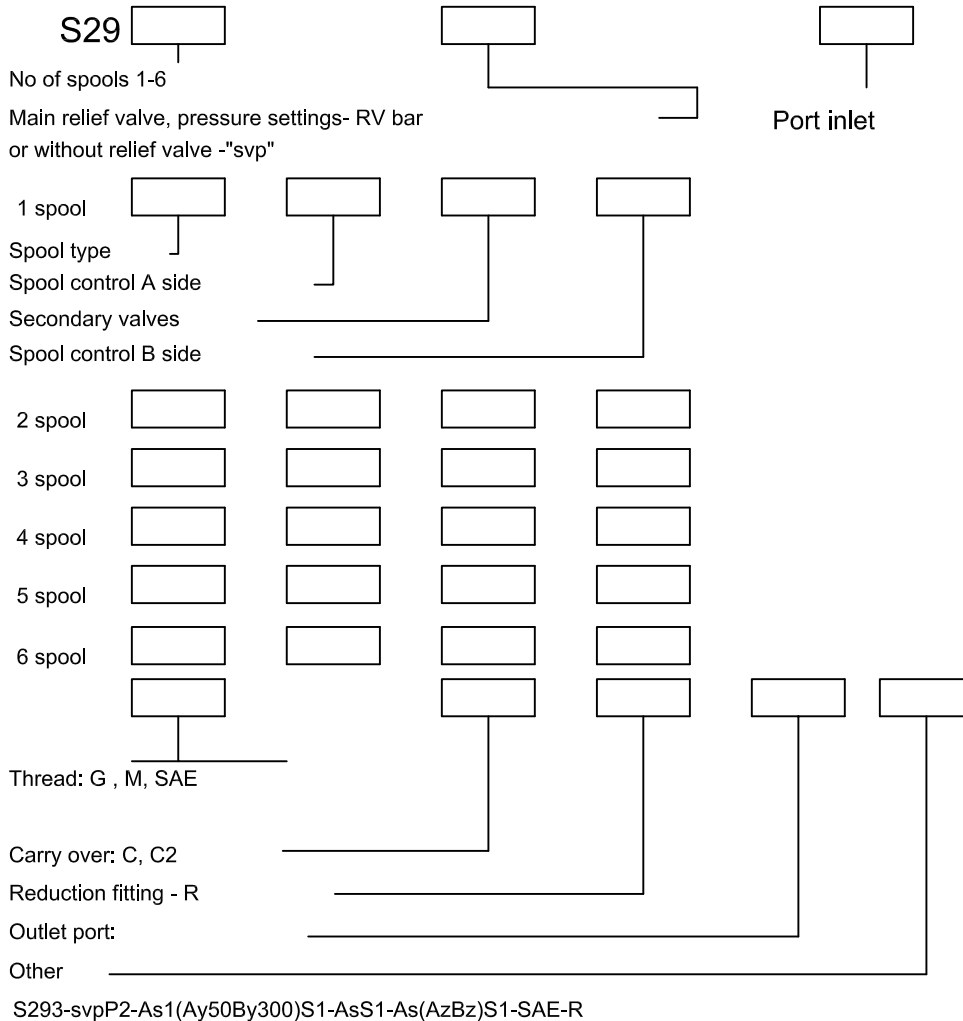 S29
No of spools 1-6
Main relief valve, pressure settings- RV bar
or without relief valve -"svp"
Port inlet
1 spool
Spool type
Spool control A side
Secondary valves
Spool control B side
2 spool
3 spool
4 spool
5 spool
6 spool
Thread: G , M, SAE
Carry over: C, C2
Reduction fitting - R
Outlet port:
Other
S293-svpP2-As1(Ay50By300)S1-AsS1-As(AzBz)S1-SAE-R